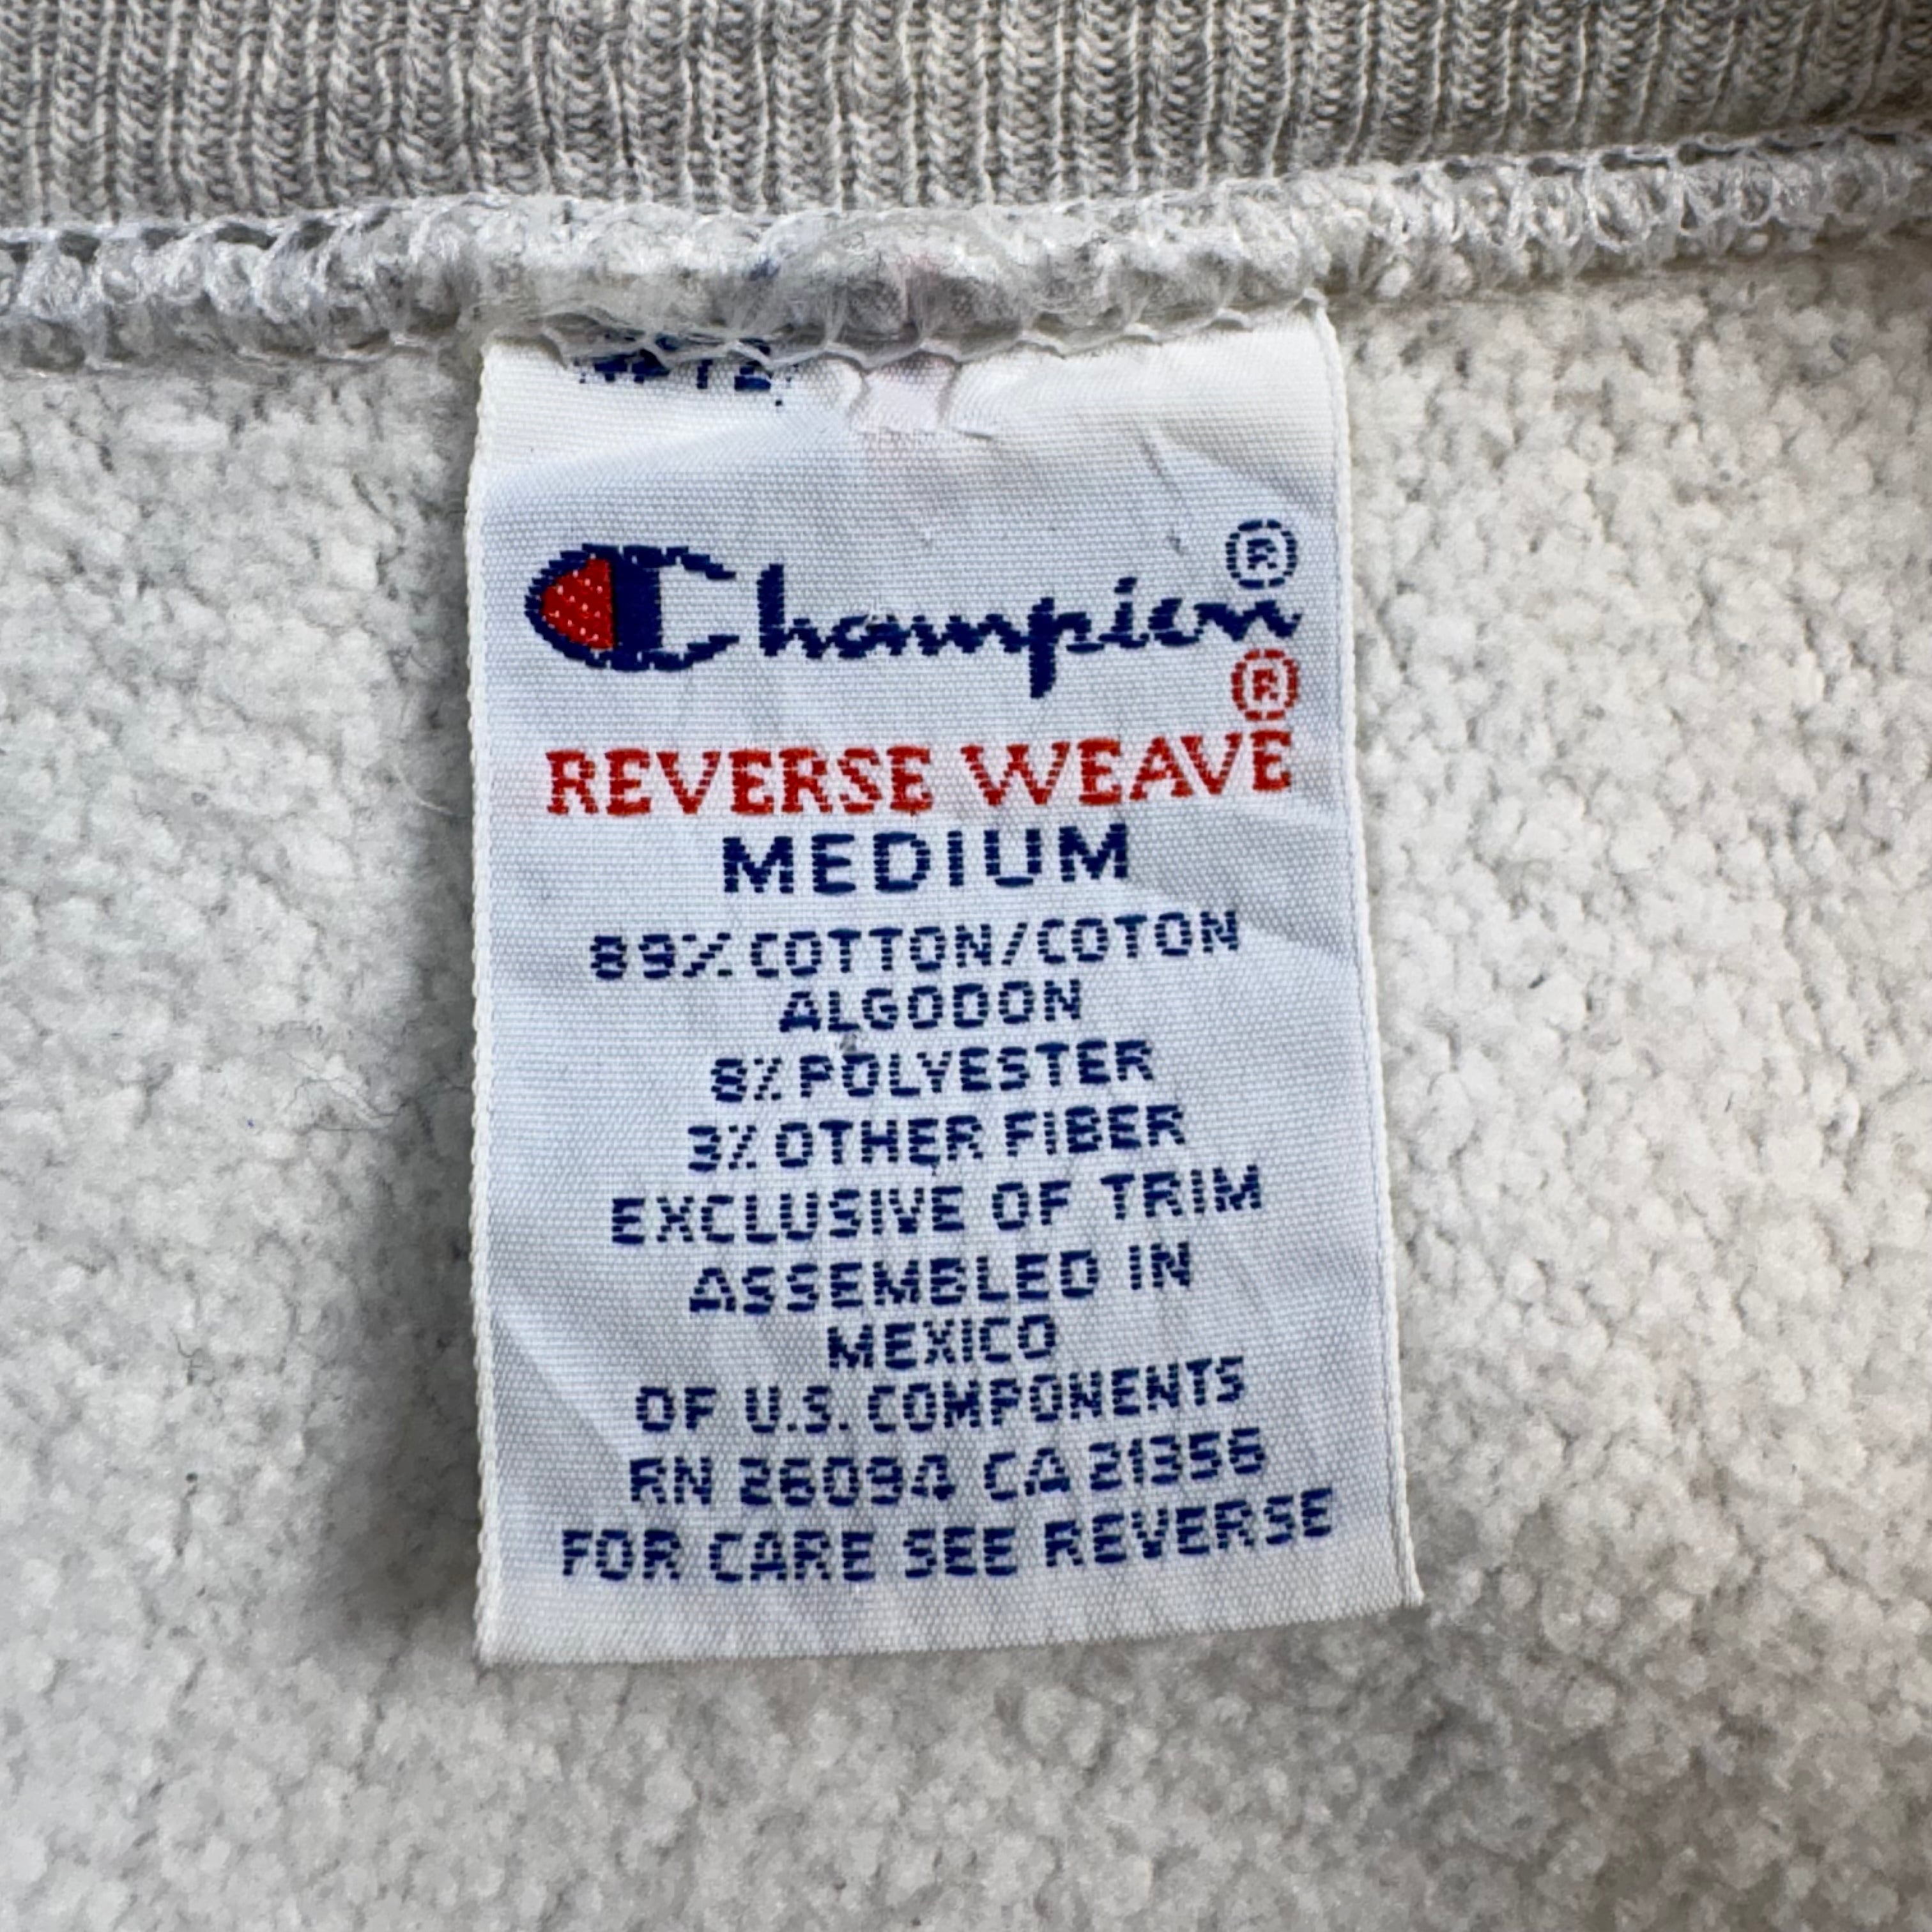 Champion®
®
REVERSE WEAVE
MEDIUM
89% COTTON/COTON
ALGODON
8% POLYESTER
3% OTHER FIBER
EXCLUSIVE OF TRIM
ASSEMBLED IN
MEXICO
OF U.S. COMPONENTS
RN 26094 CA 21356
FOR CARE SEE REVERSE